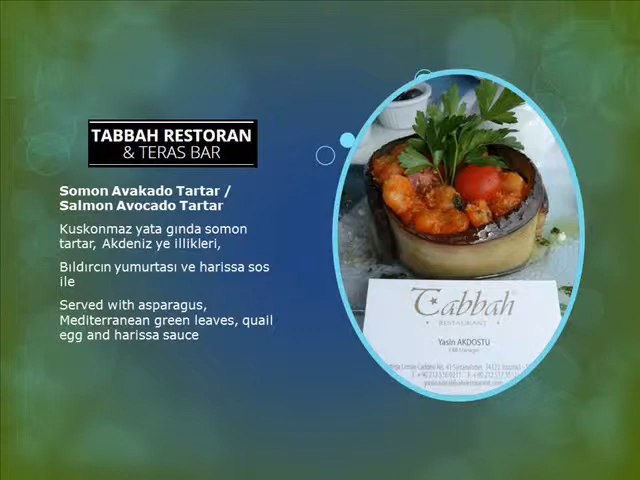 TABBAH RESTORAN
& TERAS BAR
Somon Avakado Tartar /
Salmon Avocado Tartar
Kuskonmaz yata gında somon
tartar, Akdeniz ye illikleri,
Bıldırcın yumurtası ve harissa sos
ile
Served with asparagus,
Mediterranean green leaves, quail
egg and harissa sauce
Tabbah
RESTAURANT
Yasin AKDOSTU
F&B Manager